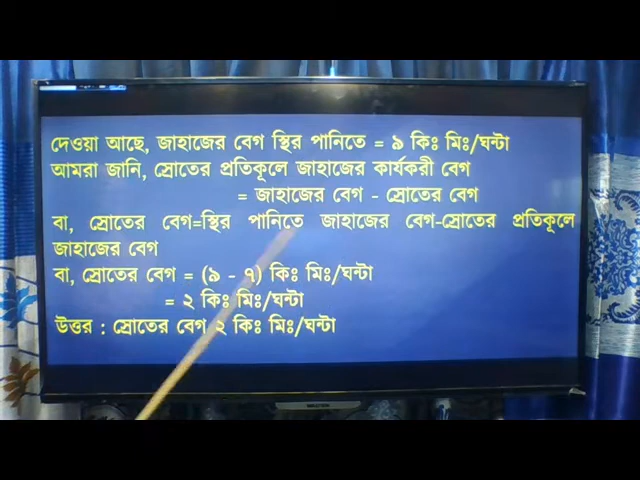 দেওয়া আছে, জাহাজের বেগ স্থির পানিতে = ৯ কিঃ মিঃ/ঘন্টা
আমরা জানি, স্রোতের প্রতিকূলে জাহাজের কার্যকরী বেগ
= জাহাজের বেগ - স্রোতের বেগ
বা, স্রোতের বেগ=স্থির পানিতে জাহাজের বেগ-স্রোতের প্রতিকূলে
জাহাজের বেগ
বা, স্রোতের বেগ = (৯ - ৭) কিঃ মিঃ/ঘন্টা
= ২ কিঃ মিঃ/ঘন্টা
উত্তর : স্রোতের বেগ ২ কিঃ মিঃ/ঘন্টা